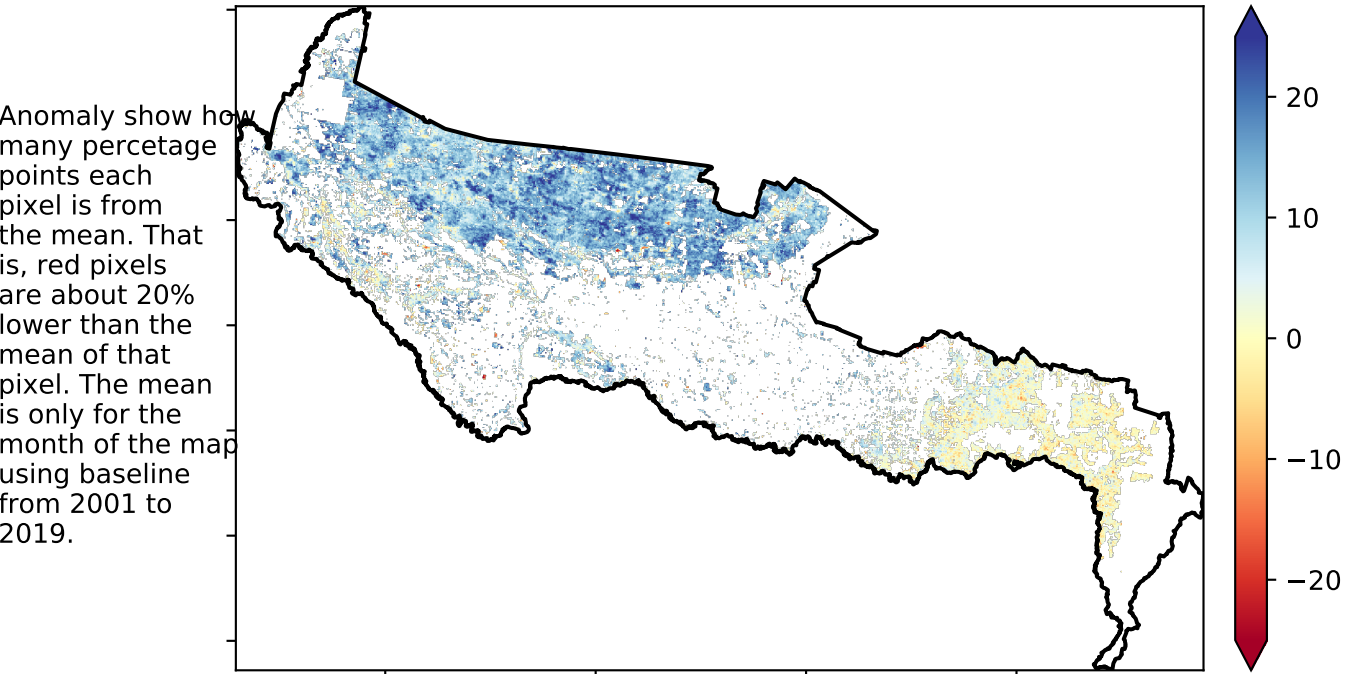 Anomaly show how
many percetage
points each
pixel is from
the mean. That
is, red pixels
are about 20%
lower than the
mean of that
pixel. The mean
is only for the
month of the map
using baseline
from 2001 to
2019.
20
10
0
−10
−20